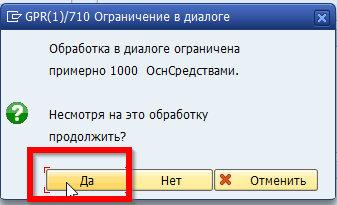 GPR(1)/710 Ограничение в диалоге
Обработка в диалоге ограничена
примерно 1000 ОснСредствами.
Несмотря на это обработку
продолжить?
Да Нет Отменить